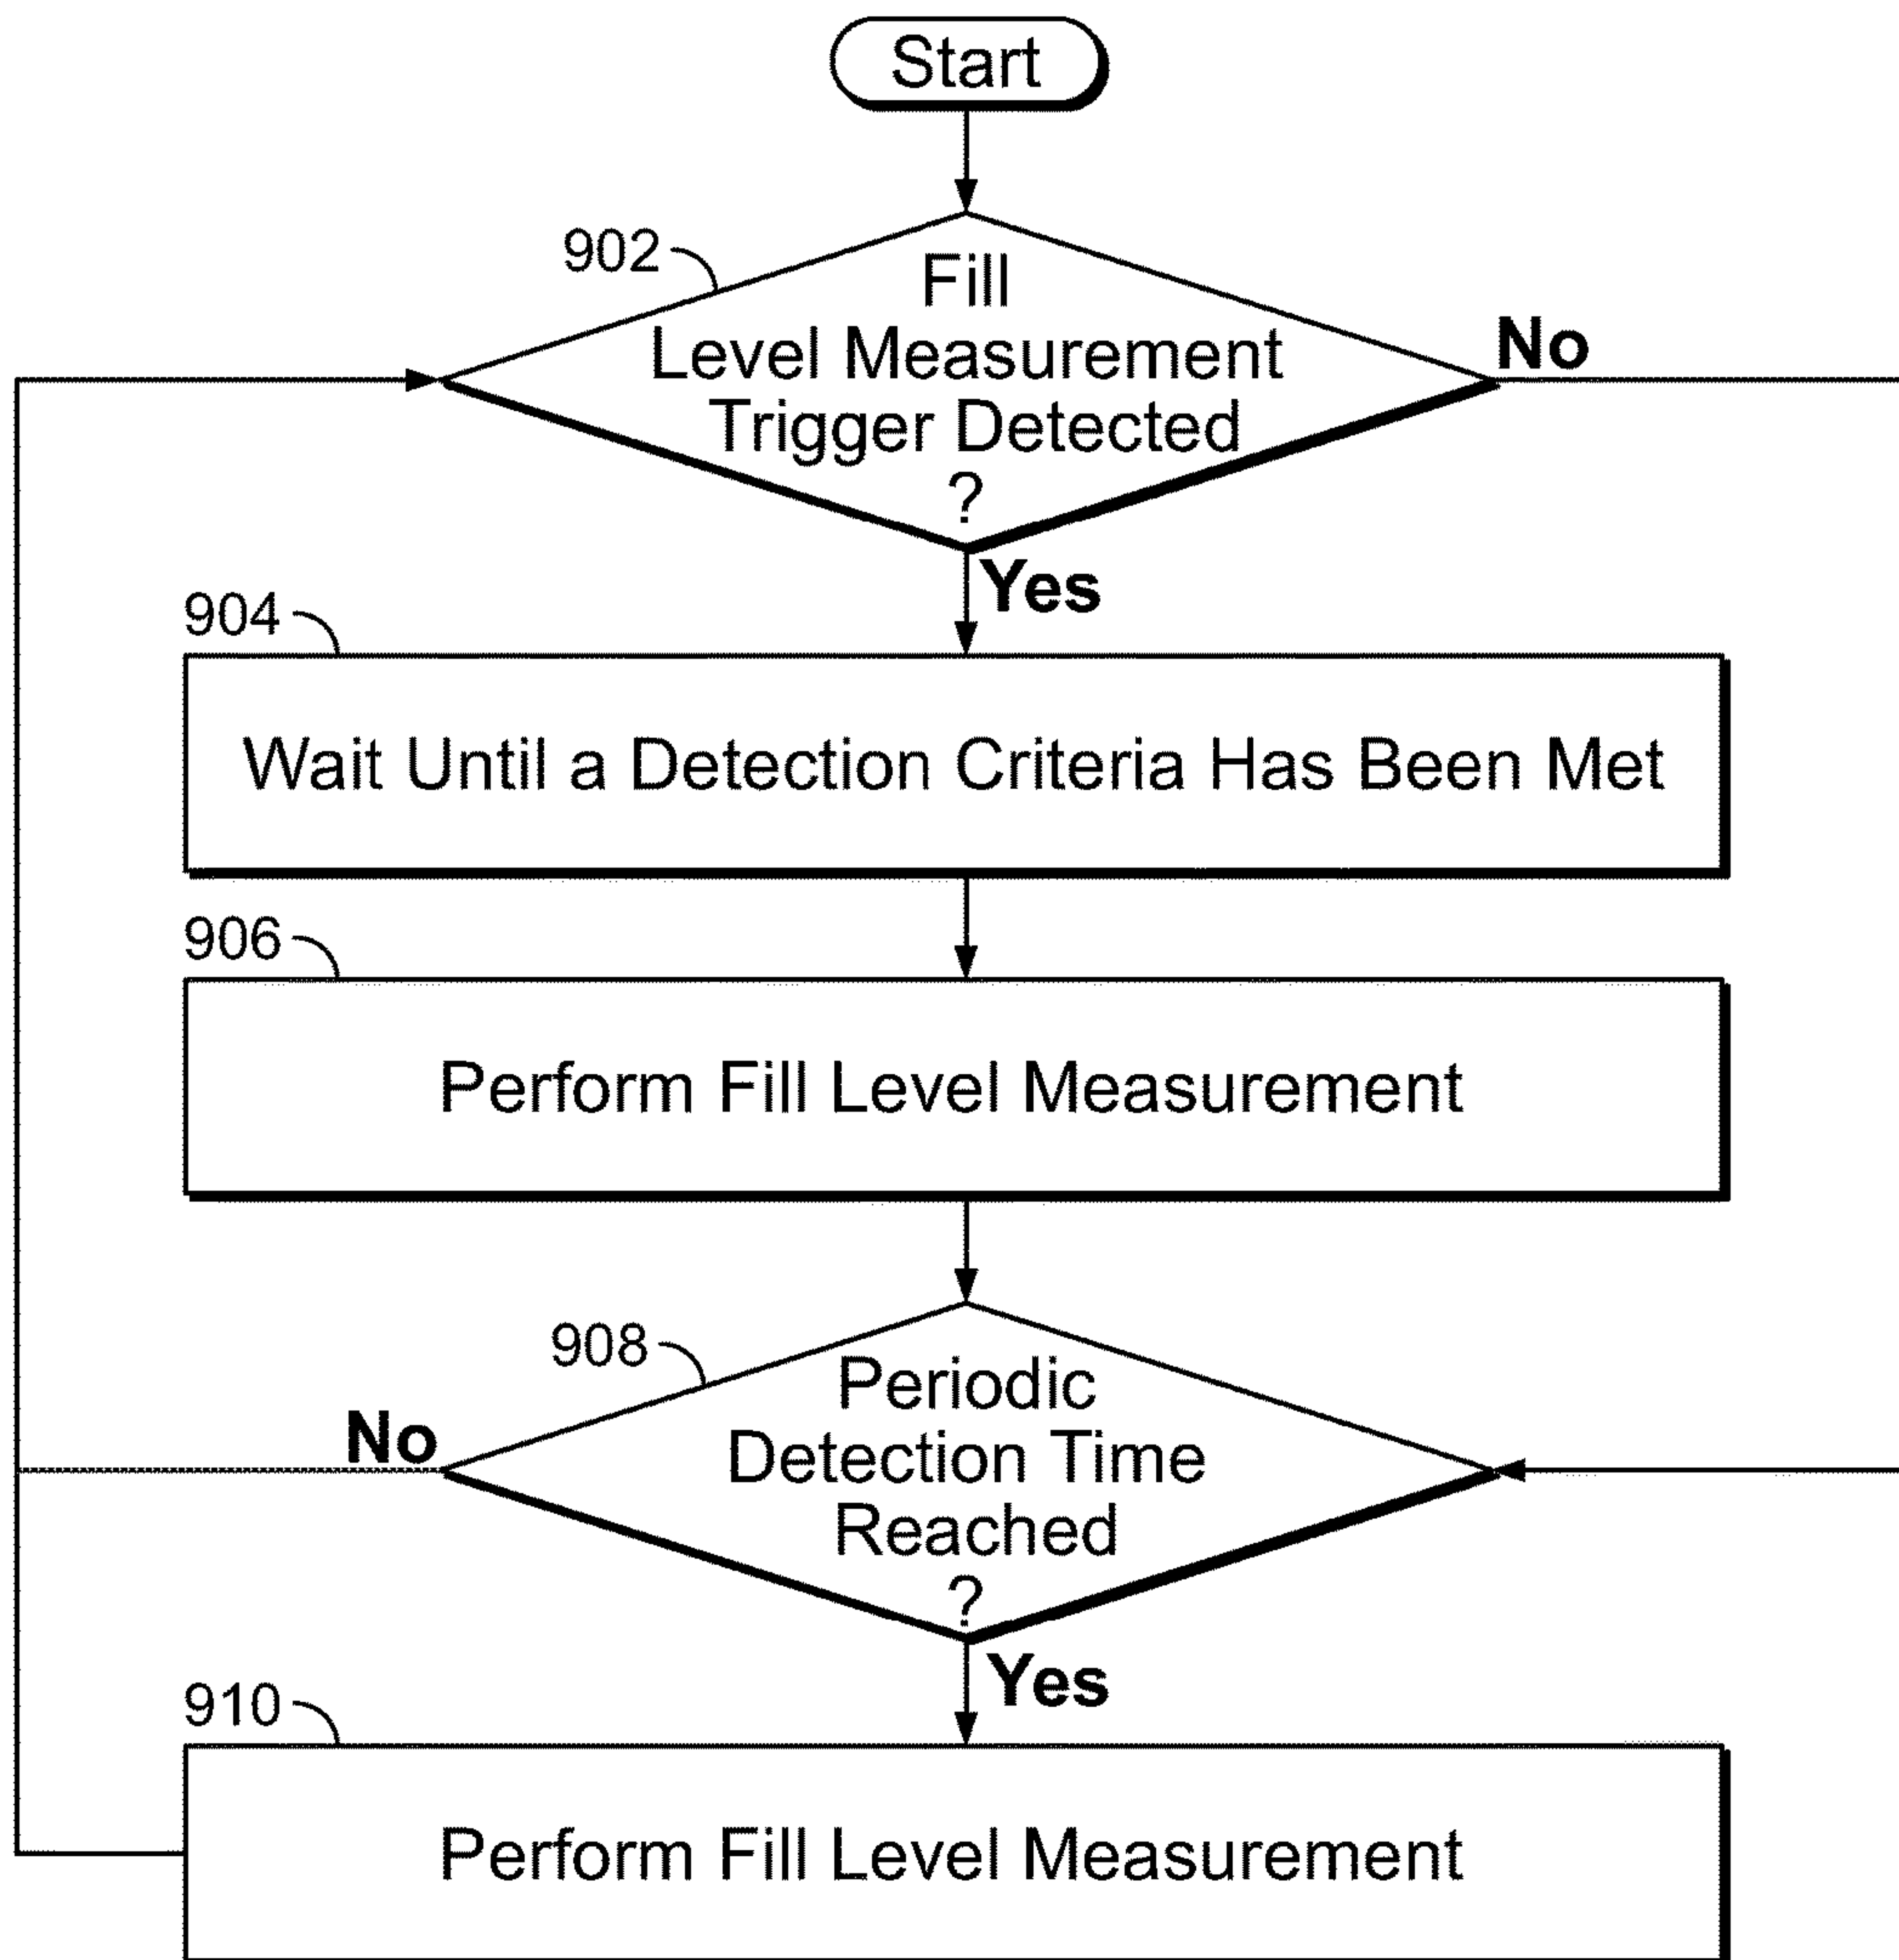 Start
902
Fill
Level Measurement
Trigger Detected
?
No
Yes
904
Wait Until a Detection Criteria Has Been Met
906
Perform Fill Level Measurement
908
Periodic
Detection Time
Reached
?
No
Yes
910
Perform Fill Level Measurement